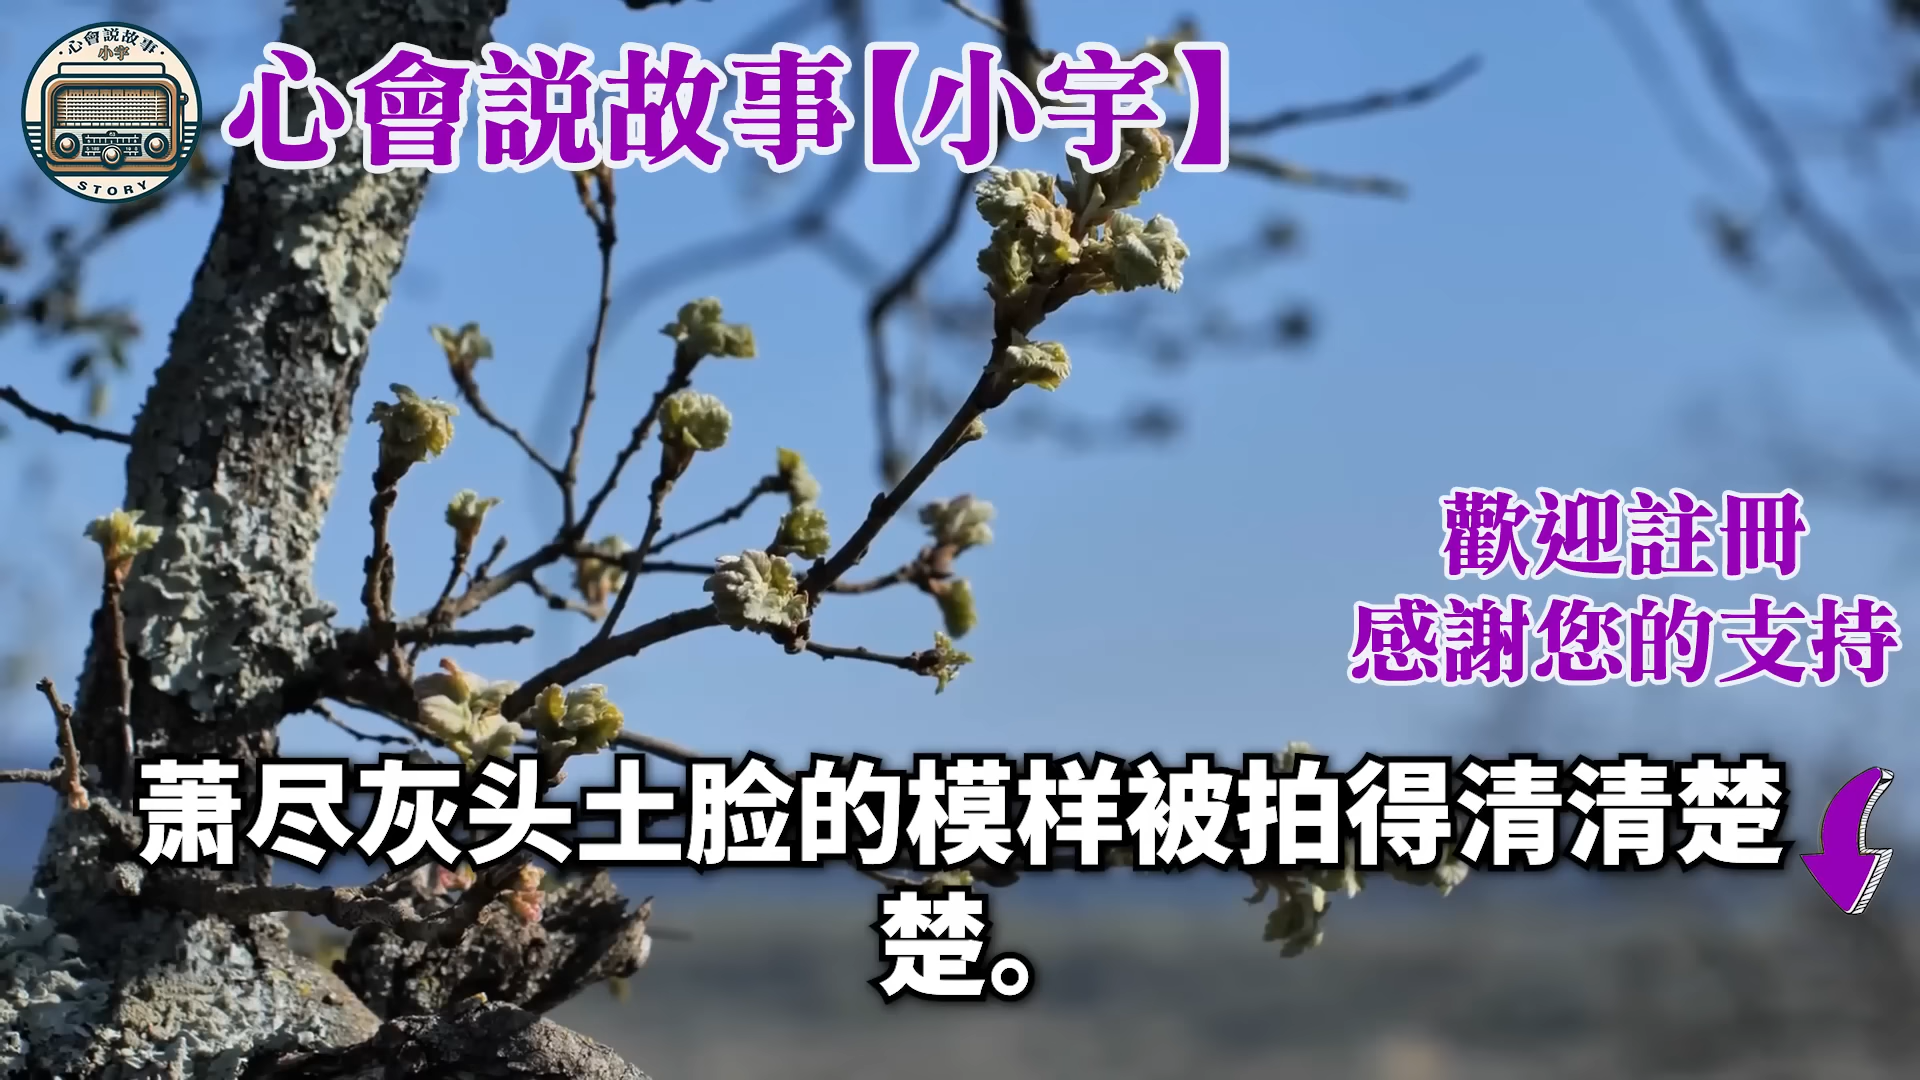 ·心會説故事·
小宇
STORY
心會説故事【小宇】
歡迎註冊
感謝您的支持
萧尽灰头土脸的模样被拍得清清楚
楚。